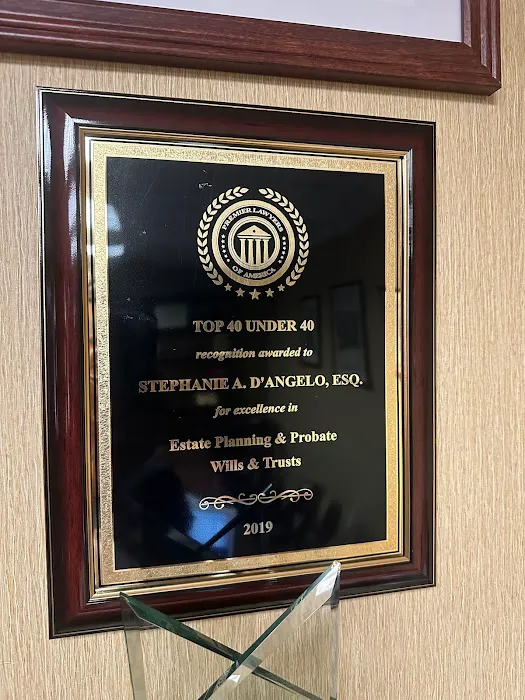 PREMIER LAWYERS
OF AMERICA
TOP 40 UNDER 40
recognition awarded to
STEPHANIE A. D'ANGELO, ESQ.
for excellence in
Estate Planning & Probate
Wills & Trusts
2019